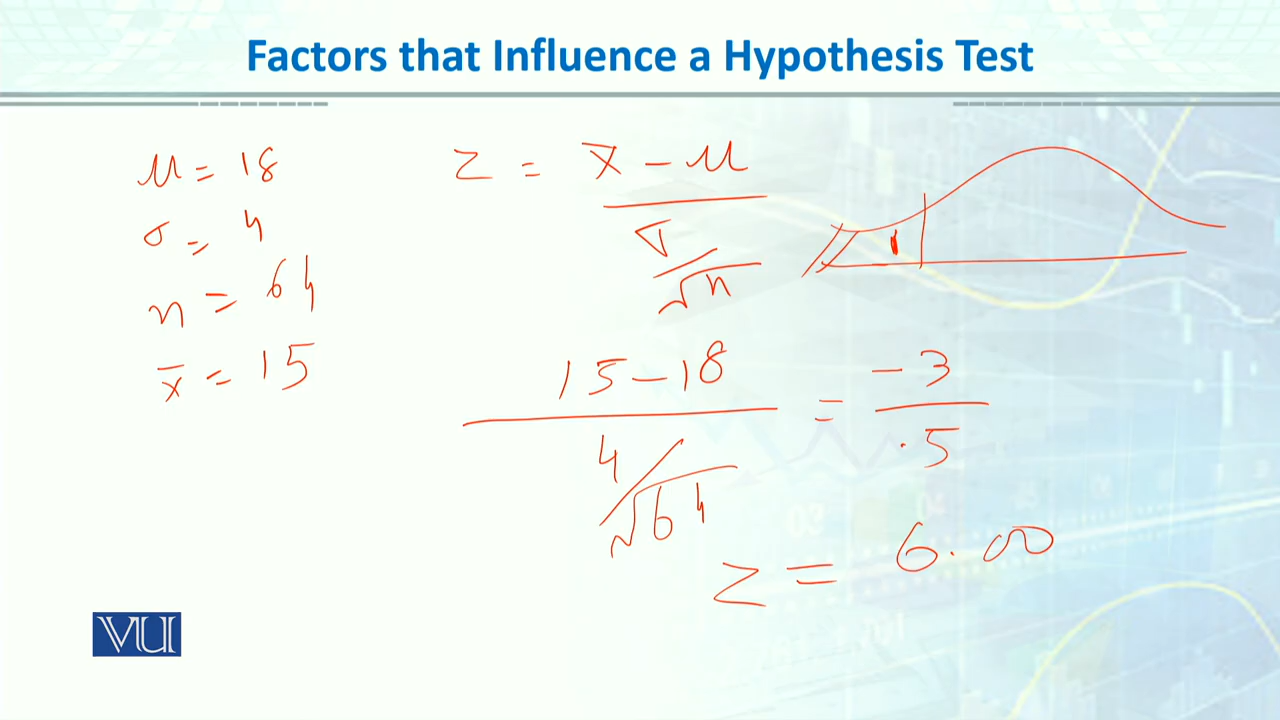 Factors that Influence a Hypothesis Test
μ = 18
σ = 4
n = 64
x̄ = 15
z = x̄ - μ / σ/√n
15 - 18 / 4/√64 = -3 / .5
z = 6.00
VU